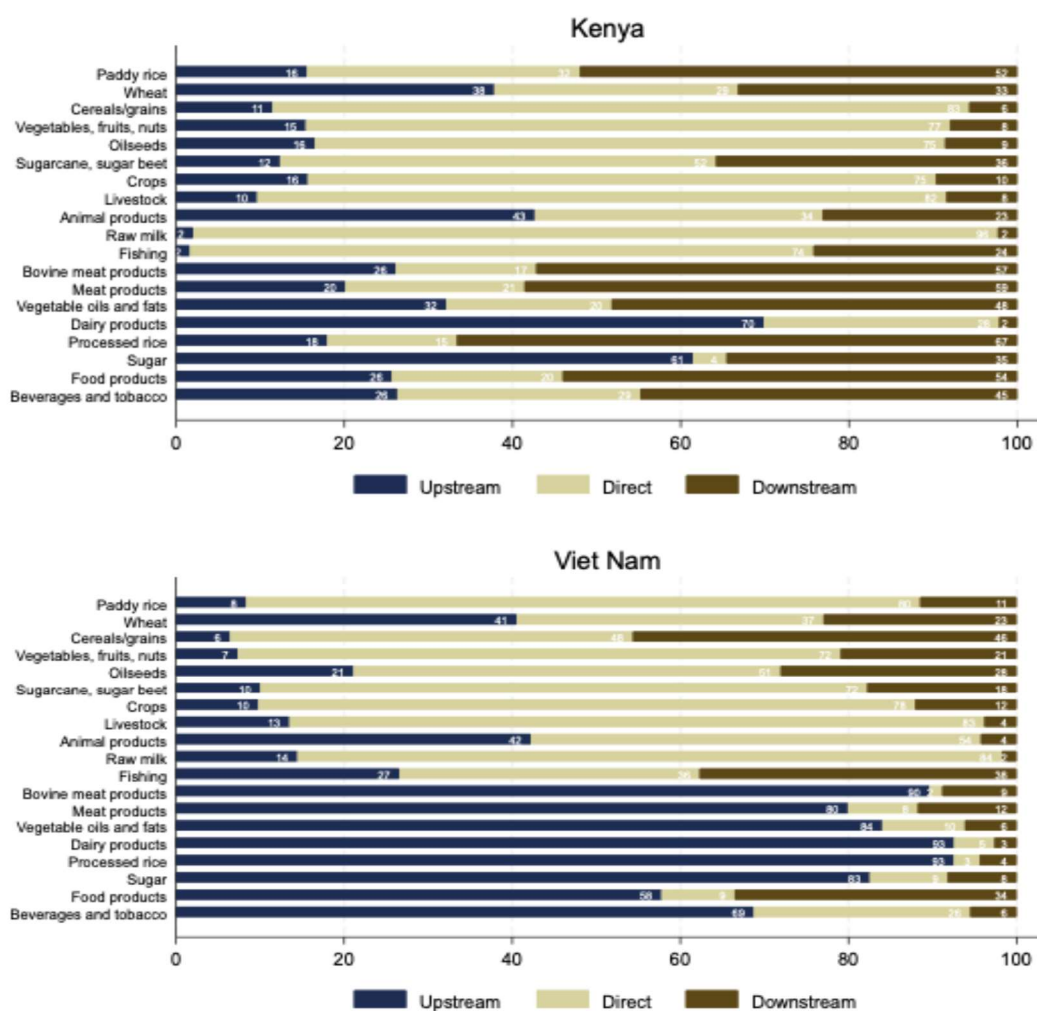 Kenya
Paddy rice 16 32 52
Wheat 38 29 33
Cereals/grains 11 83 6
Vegetables, fruits, nuts 15 77 8
Oilseeds 16 75 9
Sugarcane, sugar beet 12 52 36
Crops 16 75 10
Livestock 10 82 8
Animal products 43 34 23
Raw milk 2 96 2
Fishing 2 74 24
Bovine meat products 26 17 57
Meat products 20 21 59
Vegetable oils and fats 32 20 48
Dairy products 70 28 2
Processed rice 18 15 67
Sugar 61 4 35
Food products 26 20 54
Beverages and tobacco 26 29 45
0 20 40 60 80 100
Upstream Direct Downstream
Viet Nam
Paddy rice 8 80 11
Wheat 41 37 23
Cereals/grains 6 48 46
Vegetables, fruits, nuts 7 72 21
Oilseeds 21 51 28
Sugarcane, sugar beet 10 72 18
Crops 10 78 12
Livestock 13 83 4
Animal products 42 54 4
Raw milk 14 84 2
Fishing 27 36 38
Bovine meat products 90 2 9
Meat products 80 8 12
Vegetable oils and fats 84 10 6
Dairy products 93 5 3
Processed rice 93 3 4
Sugar 83 9 8
Food products 58 9 34
Beverages and tobacco 69 26 6
0 20 40 60 80 100
Upstream Direct Downstream